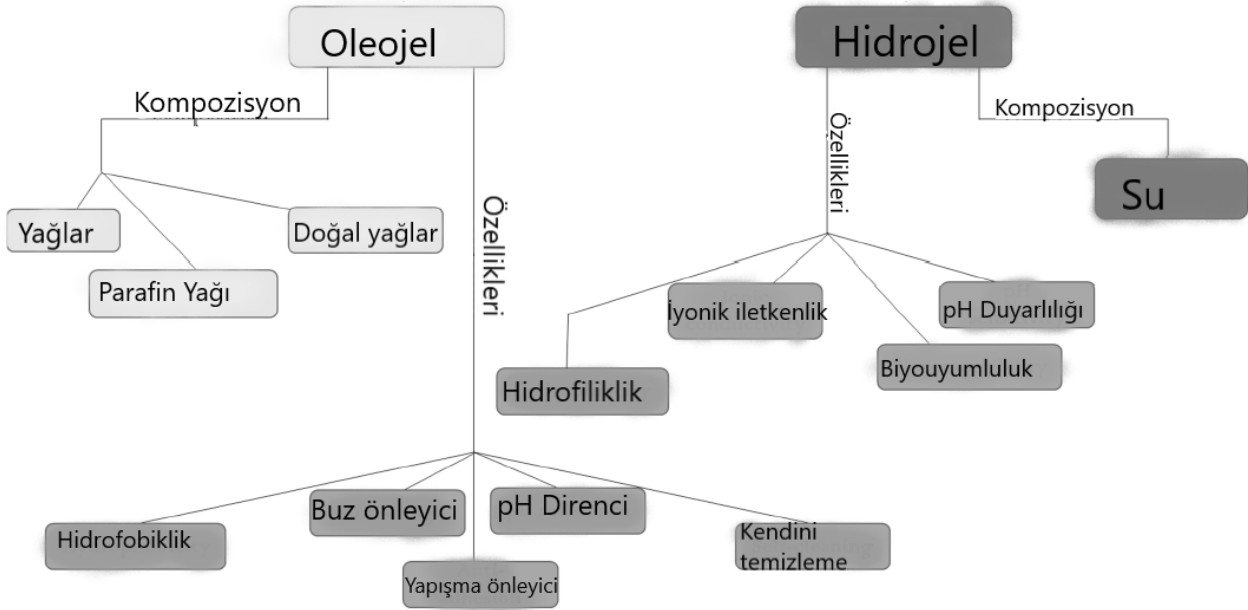 Oleojel
Kompozisyon
Yağlar
Parafin Yağı
Doğal yağlar
Özellikleri
Hidrofobiklik
Buz önleyici
Yapışma önleyici
pH Direnci
Kendini
temizleme
Hidrojel
Özellikleri
Kompozisyon
Su
Hidrofiliklik
İyonik iletkenlik
Biyouyumluluk
pH Duyarlılığı